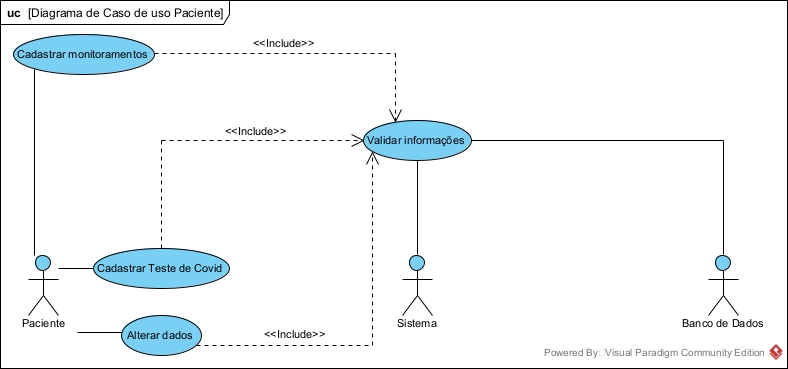 uc [Diagrama de Caso de uso Paciente]
Cadastrar monitoramentos
<<Include>>
<<Include>>
Validar informações
Cadastrar Teste de Covid
Paciente
Sistema
Banco de Dados
Alterar dados
<<Include>>
Powered By Visual Paradigm Community Edition